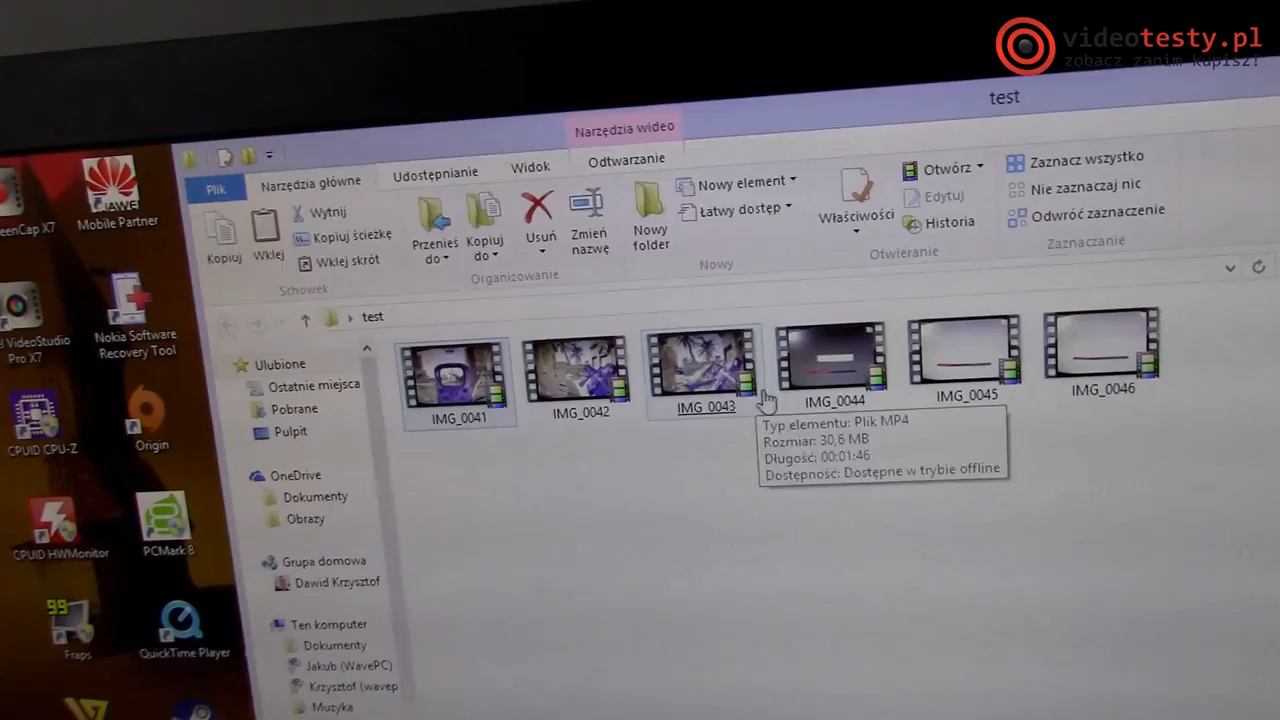 videotesty.pl
zobacz zanim kupisz!
test
Narzędzia wideo
Plik
Narzędzia główne
Udostępnianie
Widok
Odtwarzanie
Kopiuj
Wklej
Wytnij
Kopiuj ścieżkę
Wklej skrót
Schowek
Przenieś
do
Kopiuj
do
Usuń
Zmień
nazwę
Organizowanie
Nowy
folder
Nowy element
Łatwy dostęp
Nowy
Właściwości
Otwórz
Edytuj
Historia
Otwieranie
Zaznacz wszystko
Nie zaznaczaj nic
Odwróć zaznaczenie
Zaznaczanie
test
Ulubione
Ostatnie miejsca
Pobrane
Pulpit
OneDrive
Dokumenty
Obrazy
Grupa domowa
Dawid Krzysztof
Ten komputer
Dokumenty
Jakub (WavePC)
Krzysztof (wavep
Muzyka
IMG_0041
IMG_0042
IMG_0043
IMG_0044
IMG_0045
IMG_0046
Typ elementu: Plik MP4
Rozmiar: 30,6 MB
Długość: 00:01:46
Dostępność: Dostępne w trybie offline
eenCap X7
HUAWEI
Mobile Partner
VideoStudio
Pro X7
Nokia Software
Recovery Tool
CPUID CPU-Z
Origin
CPUID HWMonitor
PCMark 8
99
Fraps
QuickTime Player